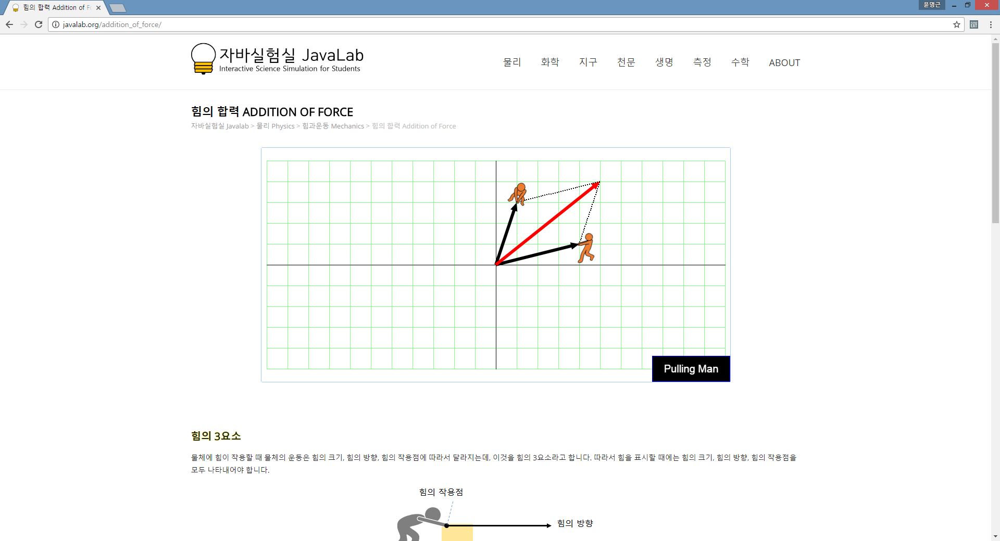 힘의 합력 Addition of Fo
윤명근
javalab.org/addition_of_force/
자바실험실 JavaLab
Interactive Science Simulation for Students
물리 화학 지구 천문 생명 측정 수학 ABOUT
힘의 합력 ADDITION OF FORCE
자바실험실 Javalab > 물리 Physics > 힘과운동 Mechanics > 힘의 합력 Addition of Force
Pulling Man
힘의 3요소
물체에 힘이 작용할 때 물체의 운동은 힘의 크기, 힘의 방향, 힘의 작용점에 따라서 달라지는데, 이것을 힘의 3요소라고 합니다. 따라서 힘을 표시할 때에는 힘의 크기, 힘의 방향, 힘의 작용점을
모두 나타내어야 합니다.
힘의 작용점
힘의 방향